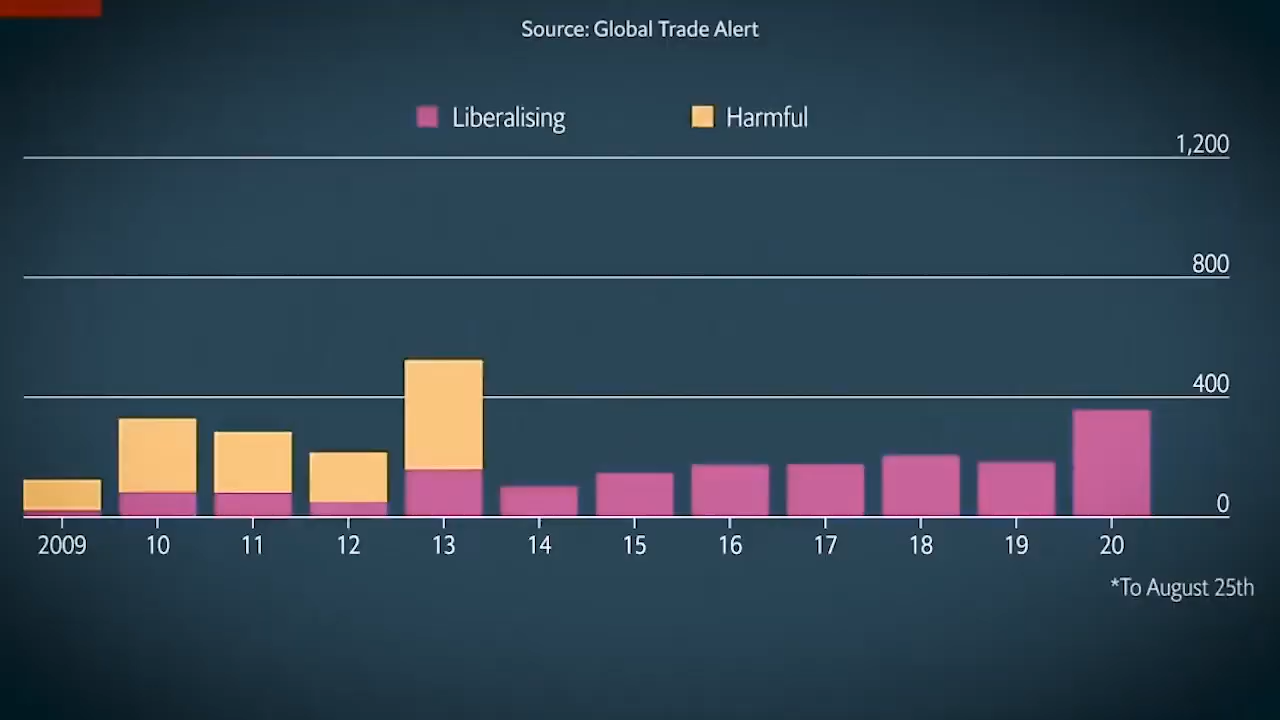 Source: Global Trade Alert
Liberalising
Harmful
1,200
800
400
0
2009 10 11 12 13 14 15 16 17 18 19 20
*To August 25th